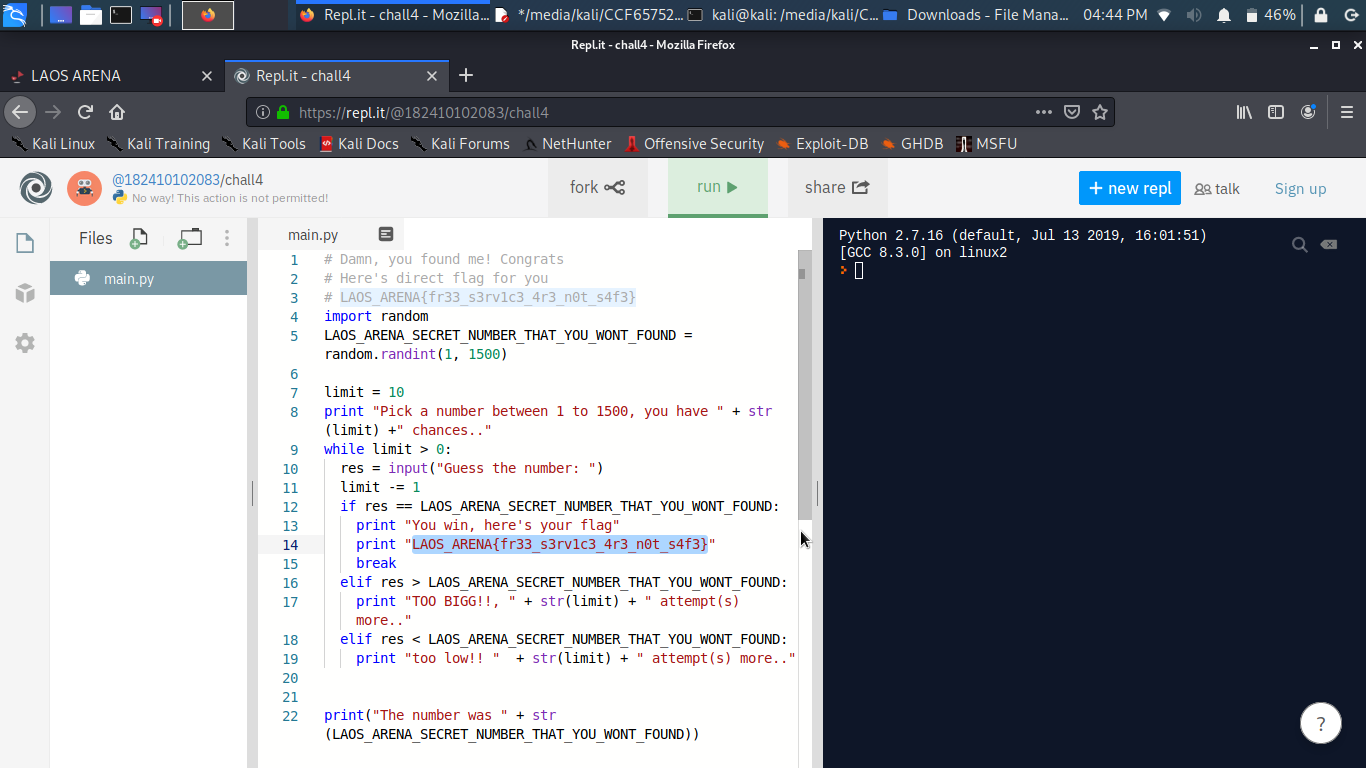 Repl.it - chall4 - Mozilla...
*/media/kali/CCF65752...
kali@kali: /media/kali/C...
Downloads - File Mana...
04:44 PM
46%
Repl.it - chall4 - Mozilla Firefox
LAOS ARENA
Repl.it - chall4
https://repl.it/@182410102083/chall4
Kali Linux
Kali Training
Kali Tools
Kali Docs
Kali Forums
NetHunter
Offensive Security
Exploit-DB
GHDB
MSFU
@182410102083/chall4
No way! This action is not permitted!
fork
run
share
+ new repl
talk
Sign up
Files
main.py
main.py
1 # Damn, you found me! Congrats
2 # Here's direct flag for you
3 # LAOS_ARENA{fr33_s3rv1c3_4r3_n0t_s4f3}
4 import random
5 LAOS_ARENA_SECRET_NUMBER_THAT_YOU_WONT_FOUND =
random.randint(1, 1500)
6
7 limit = 10
8 print "Pick a number between 1 to 1500, you have " + str
(limit) +" chances.."
9 while limit > 0:
10 res = input("Guess the number: ")
11 limit -= 1
12 if res == LAOS_ARENA_SECRET_NUMBER_THAT_YOU_WONT_FOUND:
13 print "You win, here's your flag"
14 print "LAOS_ARENA{fr33_s3rv1c3_4r3_n0t_s4f3}"
15 break
16 elif res > LAOS_ARENA_SECRET_NUMBER_THAT_YOU_WONT_FOUND:
17 print "TOO BIGG!!, " + str(limit) + " attempt(s)
more.."
18 elif res < LAOS_ARENA_SECRET_NUMBER_THAT_YOU_WONT_FOUND:
19 print "too low!! "  + str(limit) + " attempt(s) more.."
20
21
22 print("The number was " + str
(LAOS_ARENA_SECRET_NUMBER_THAT_YOU_WONT_FOUND))
Python 2.7.16 (default, Jul 13 2019, 16:01:51)
[GCC 8.3.0] on linux2
>
?